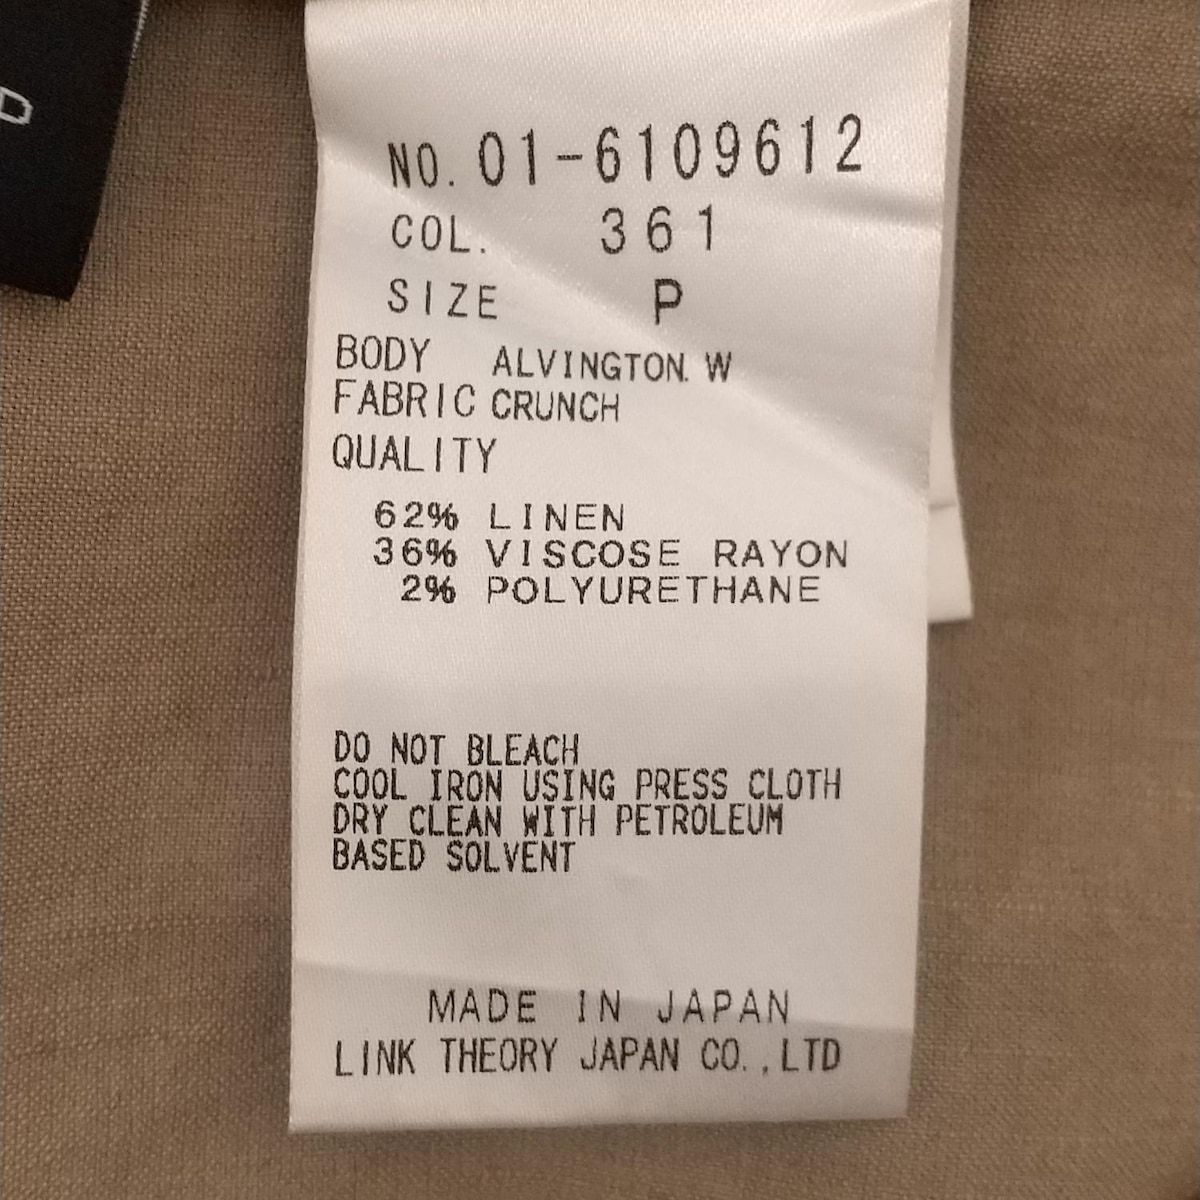 NO. 01-6109612
COL. 361
SIZE P
BODY ALVINGTON. W
FABRIC CRUNCH
QUALITY
62% LINEN
36% VISCOSE RAYON
2% POLYURETHANE
DO NOT BLEACH
COOL IRON USING PRESS CLOTH
DRY CLEAN WITH PETROLEUM
BASED SOLVENT
MADE IN JAPAN
LINK THEORY JAPAN CO.,LTD